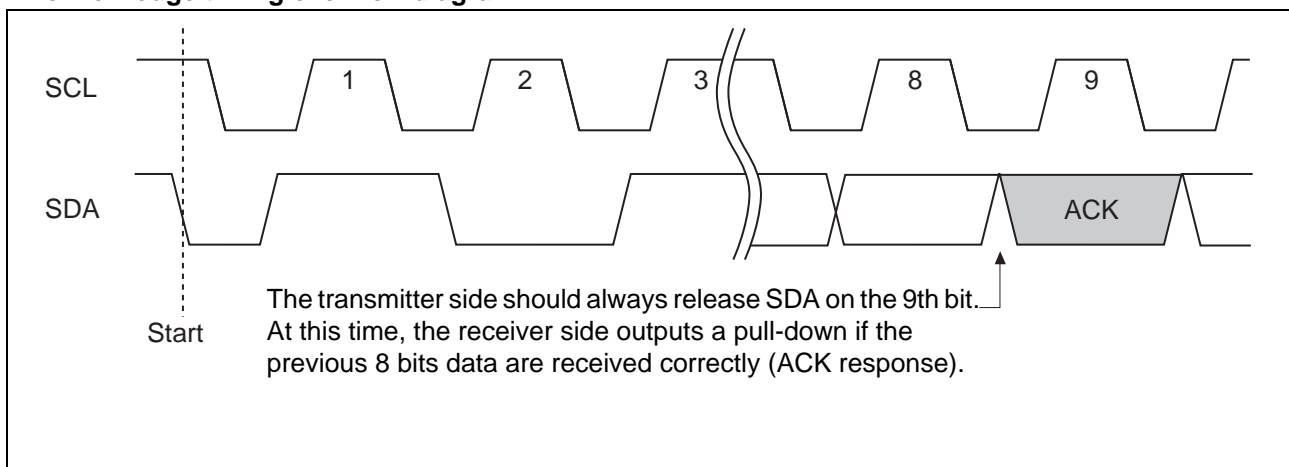 SCL
1
2
3
8
9
SDA
ACK
Start
The transmitter side should always release SDA on the 9th bit.
At this time, the receiver side outputs a pull-down if the
previous 8 bits data are received correctly (ACK response).